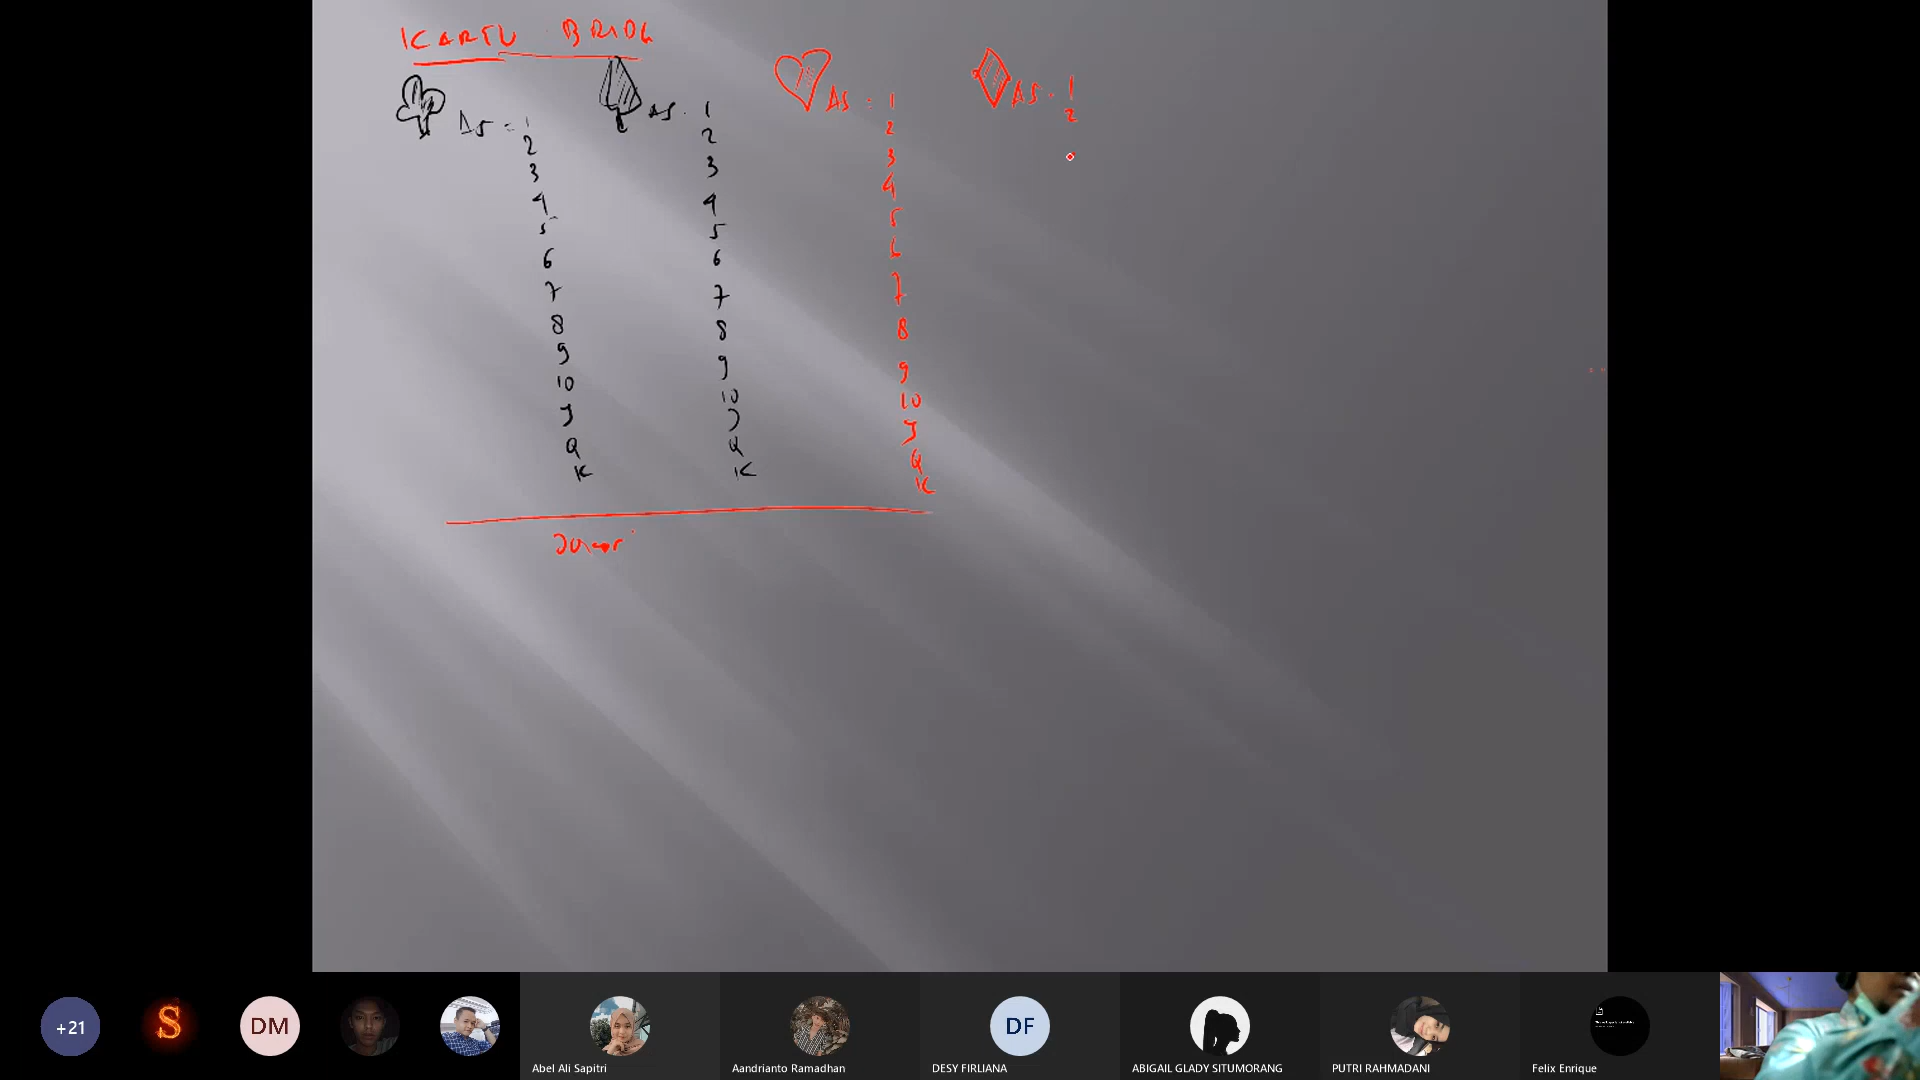 KARTU BRIDG
As = 1
2
3
4
5
6
7
8
9
10
J
Q
K
As . 1
2
3
4
5
6
7
8
9
10
J
Q
K
As : 1
2
3
4
5
6
7
8
9
10
J
Q
K
As . 1
2
+21
S
DM
DF
Abel Ali Sapitri
Aandrianto Ramadhan
DESY FIRLIANA
ABIGAIL GLADY SITUMORANG
PUTRI RAHMADANI
Felix Enrique